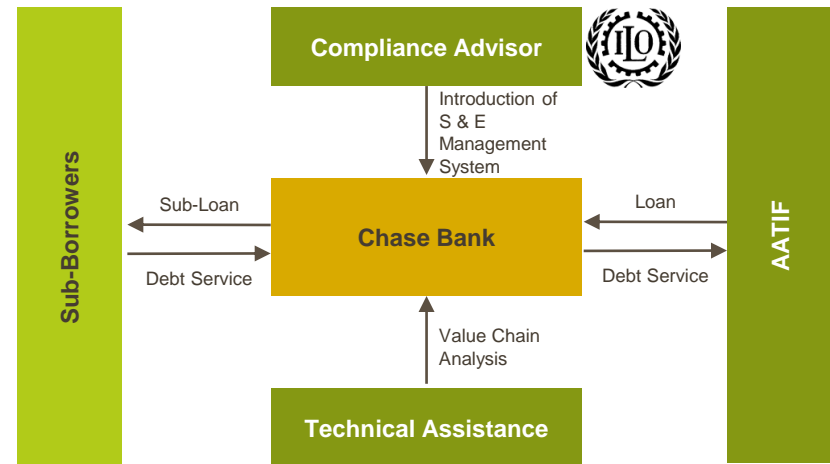 Compliance Advisor
ILO
Introduction of
S & E
Management
System
Sub-Borrowers
Sub-Loan
Debt Service
Chase Bank
Loan
Debt Service
AATIF
Value Chain
Analysis
Technical Assistance